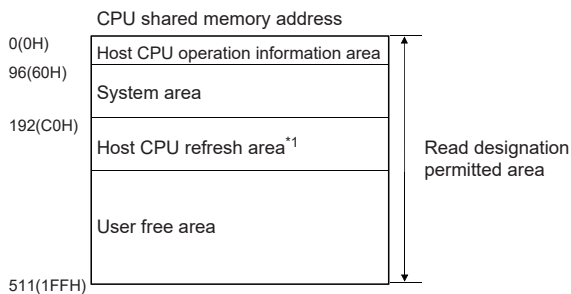 CPU shared memory address
0(0H)
Host CPU operation information area
96(60H)
System area
192(C0H)
Host CPU refresh area*1
Read designation
permitted area
User free area
511(1FFH)